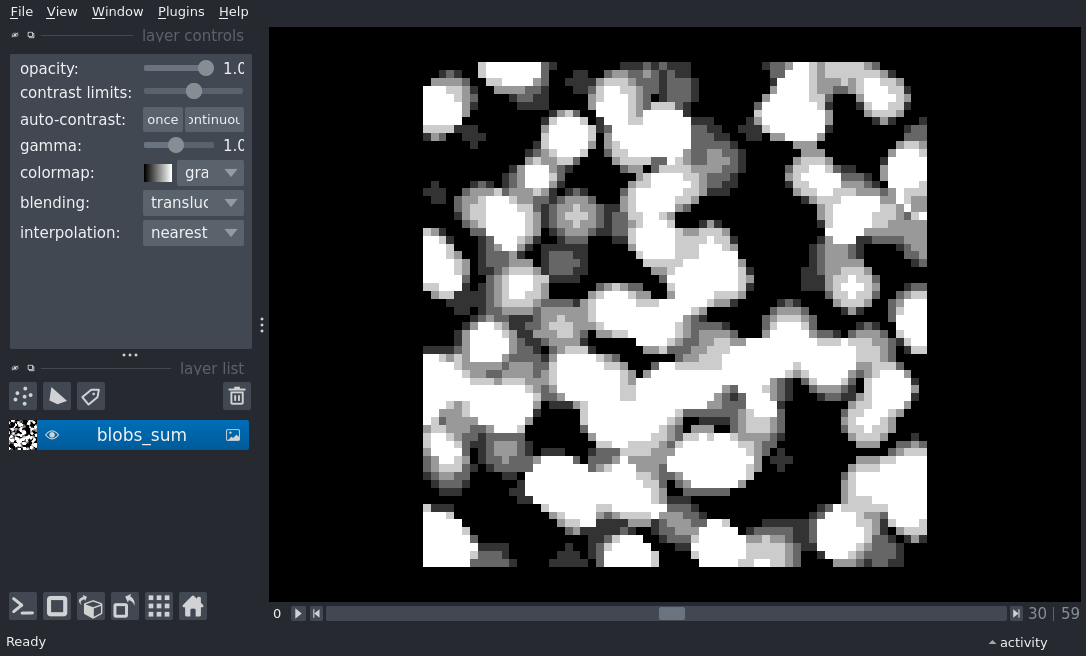 File View Window Plugins Help
layer controls
opacity: 1.0
contrast limits:
auto-contrast: once ontinuou
gamma: 1.0
colormap: gra
blending: transluc
interpolation: nearest
layer list
blobs_sum
0 30 | 59
Ready activity